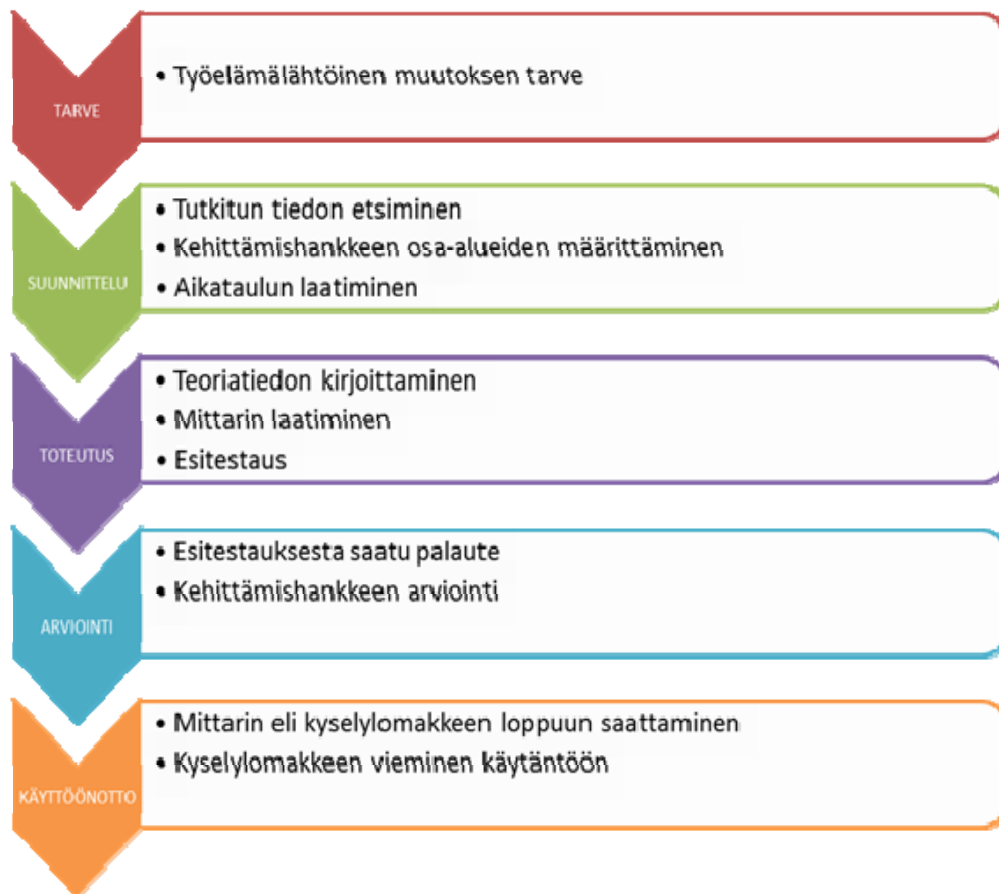 TARVE
• Työelämälähtöinen muutoksen tarve
SUUNNITTELU
• Tutkitun tiedon etsiminen
• Kehittämishankkeen osa-alueiden määrittäminen
• Aikataulun laatiminen
TOTEUTUS
• Teoriatiedon kirjoittaminen
• Mittarin laatiminen
• Esitestaus
ARVIOINTI
• Esitestauksesta saatu palaute
• Kehittämishankkeen arviointi
KÄYTTÖÖNOTTO
• Mittarin eli kyselylomakkeen loppuun saattaminen
• Kyselylomakkeen vieminen käytäntöön